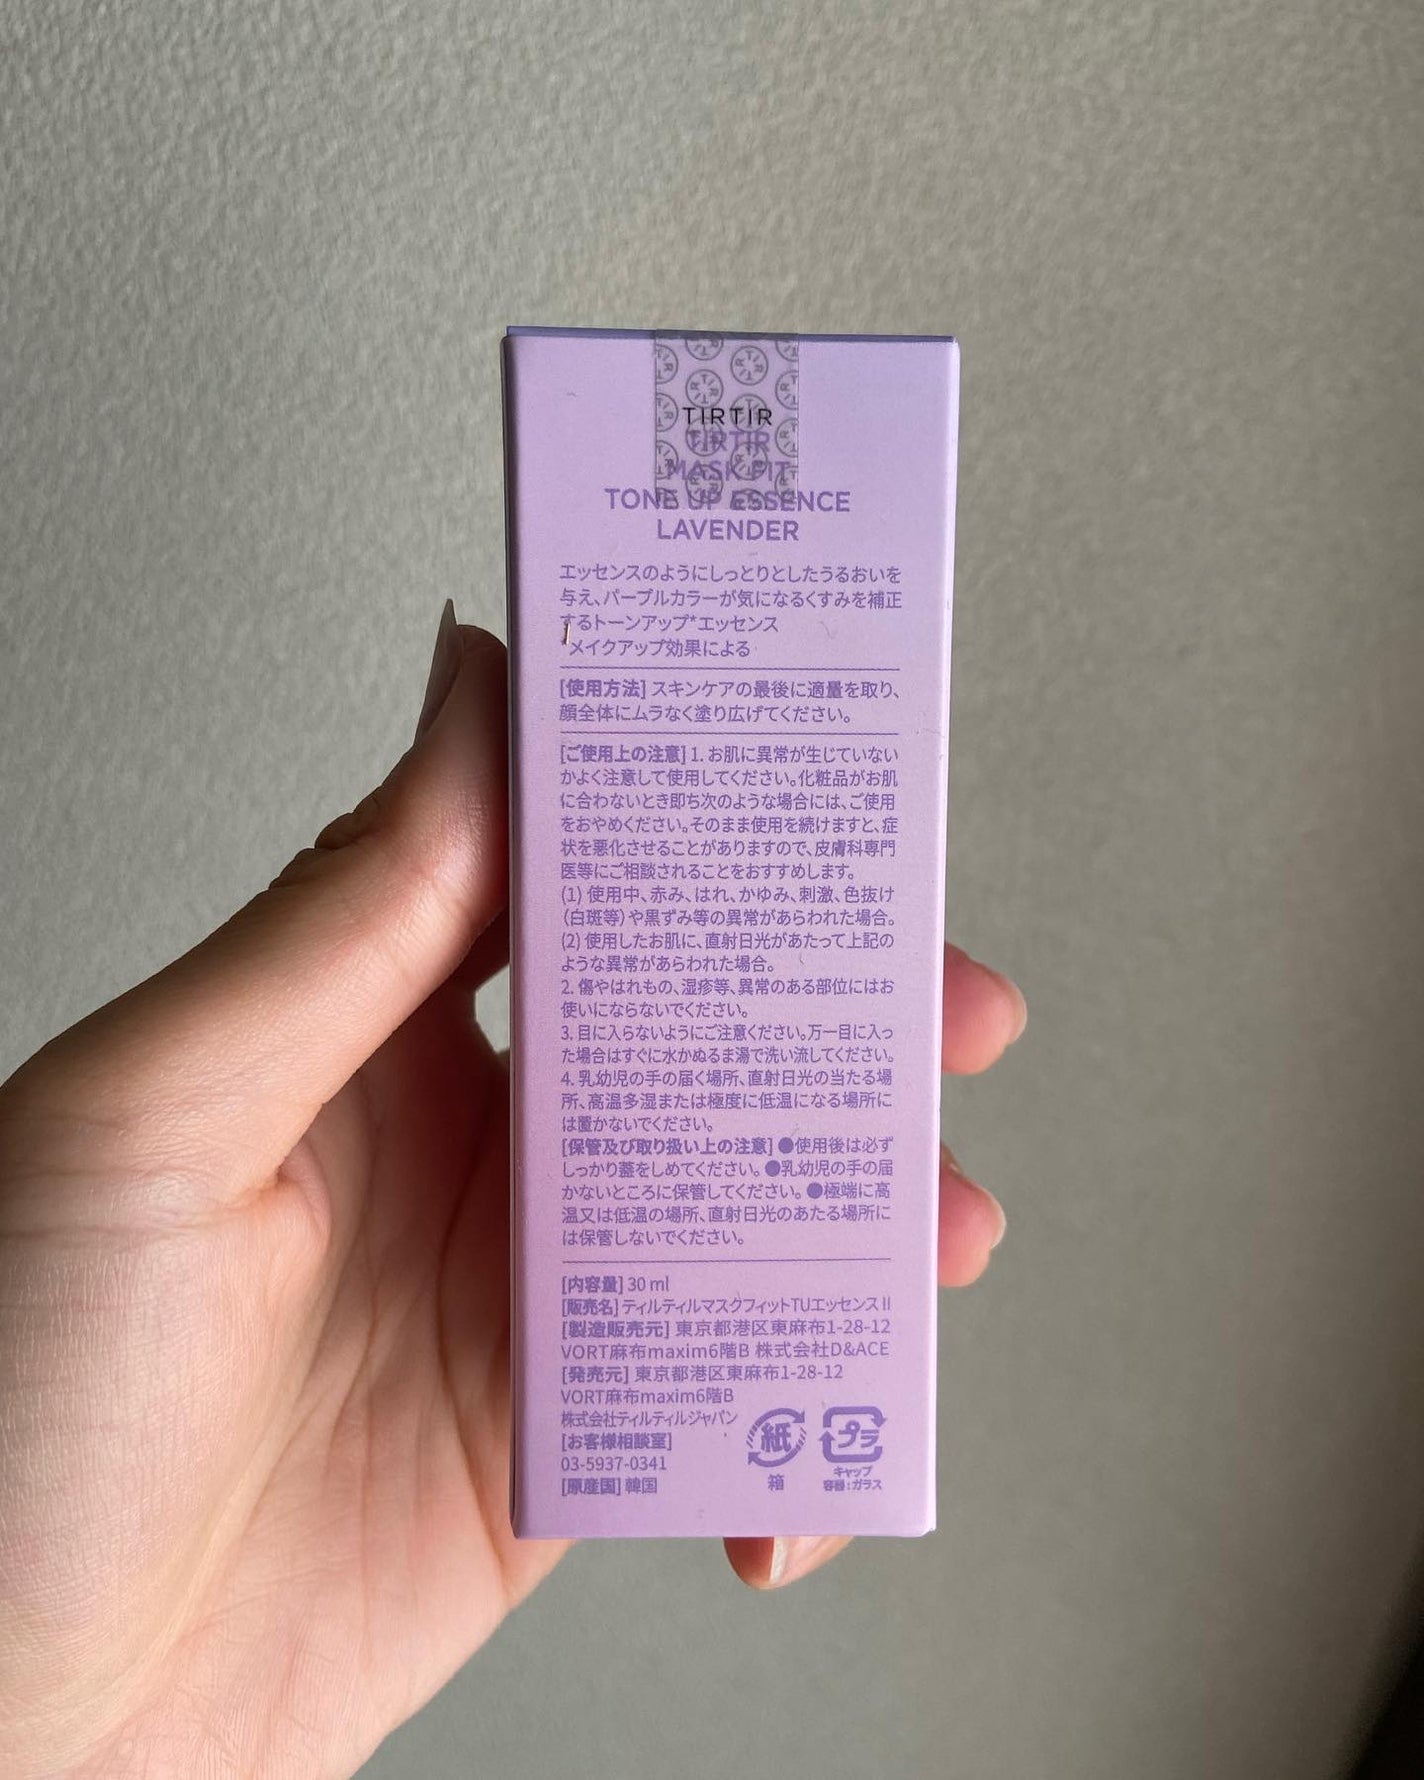 TIRTIR
TIRTIR
MASK FIT
TONE UP ESSENCE
LAVENDER
エッセンスのようにしっとりとしたうるおいを
与え、パープルカラーが気になるくすみを補正
するトーンアップ*エッセンス
*メイクアップ効果による
[使用方法] スキンケアの最後に適量を取り、
顔全体にムラなく塗り広げてください。
[ご使用上の注意] 1. お肌に異常が生じていない
かよく注意して使用してください。化粧品がお肌
に合わないとき即ち次のような場合には、ご使用
をおやめください。そのまま使用を続けますと、症
状を悪化させることがありますので、皮膚科専門
医等にご相談されることをおすすめします。
(1) 使用中、赤み、はれ、かゆみ、刺激、色抜け
(白斑等)や黒ずみ等の異常があらわれた場合。
(2) 使用したお肌に、直射日光があたって上記の
ような異常があらわれた場合。
2. 傷やはれもの、湿疹等、異常のある部位にはお
使いにならないでください。
3. 目に入らないようにご注意ください。万一目に入っ
た場合はすぐに水かぬるま湯で洗い流してください。
4. 乳幼児の手の届く場所、直射日光の当たる場
所、高温多湿または極度に低温になる場所に
は置かないでください。
[保管及び取り扱い上の注意] ●使用後は必ず
しっかり蓋をしめてください。●乳幼児の手の届
かないところに保管してください。●極端に高
温又は低温の場所、直射日光のあたる場所に
は保管しないでください。
[内容量] 30 ml
[販売名] ティルティルマスクフィットTUエッセンスⅡ
[製造販売元] 東京都港区東麻布1-28-12
VORT麻布maxim6階B 株式会社D&ACE
[発売元] 東京都港区東麻布1-28-12
VORT麻布maxim6階B
株式会社ティルティルジャパン
[お客様相談室]
03-5937-0341
[原産国] 韓国
紙
箱
プラ
キャップ
容器:ガラス